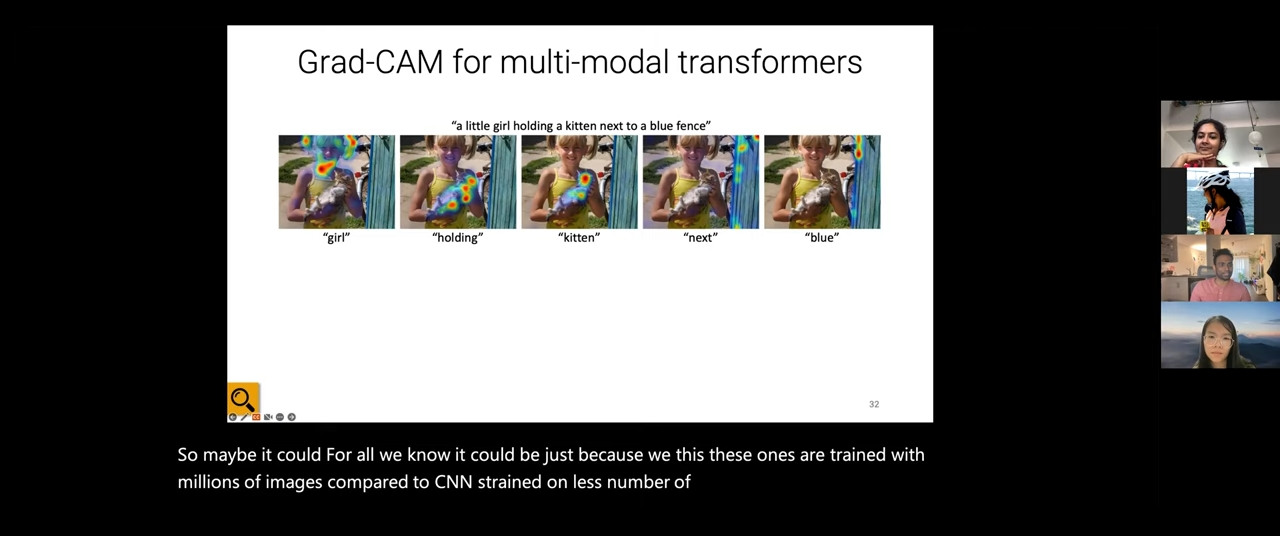 Grad-CAM for multi-modal transformers
“a little girl holding a kitten next to a blue fence”
“girl” “holding” “kitten” “next” “blue”
32
So maybe it could For all we know it could be just because we this these ones are trained with
millions of images compared to CNN strained on less number of